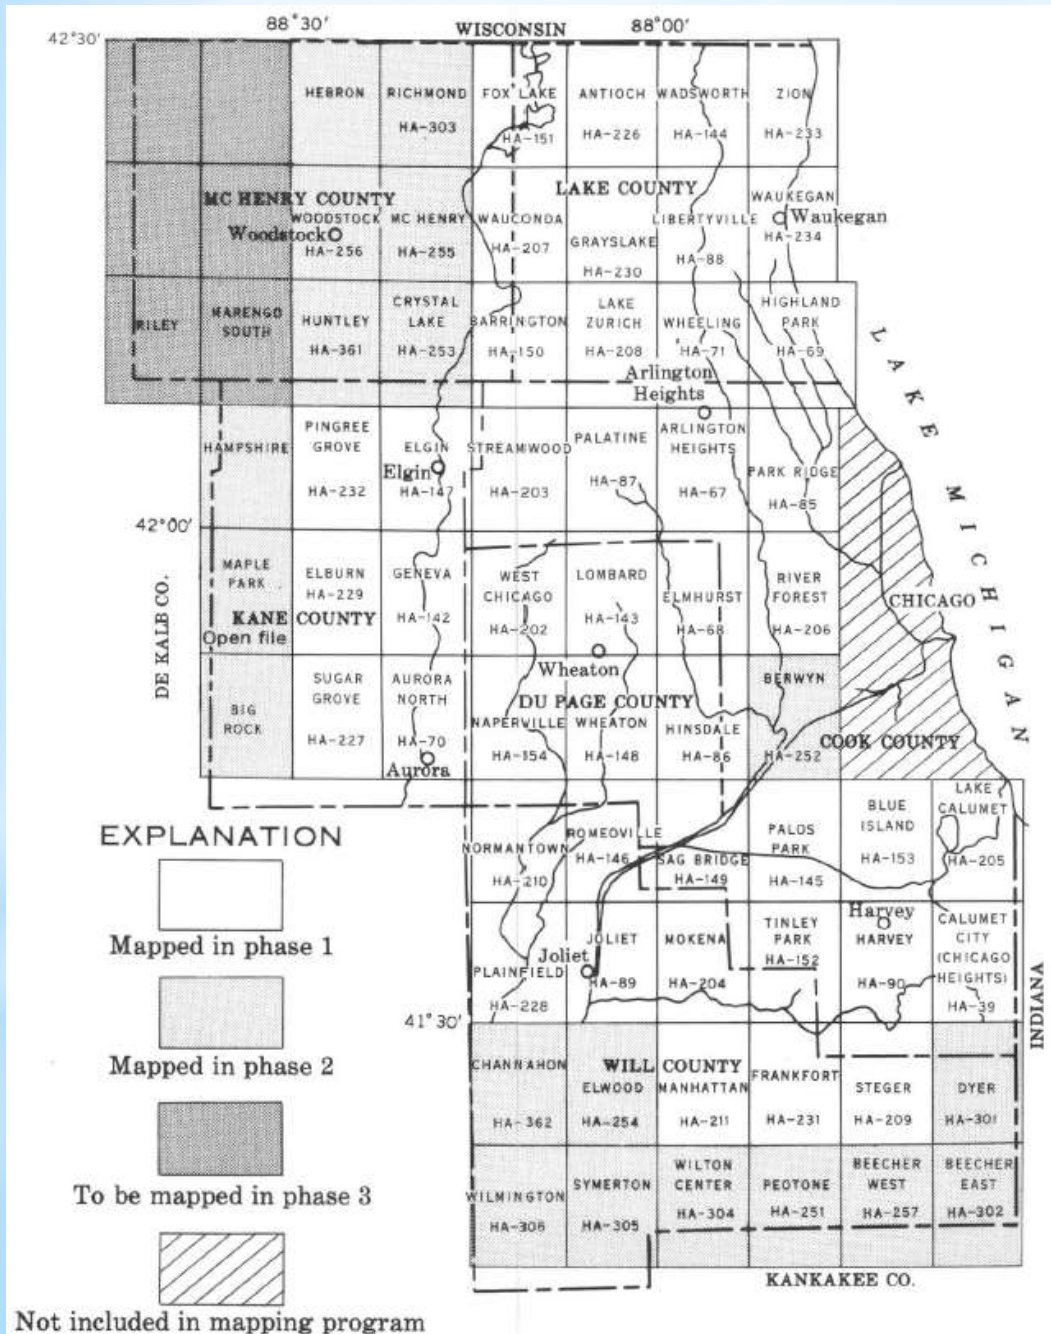 88°30′ 88°00′
WISCONSIN
42°30′
HEBRON RICHMOND FOX LAKE ANTIOCH WADSWORTH ZION
HA-303 HA-151 HA-226 HA-144 HA-233
MC HENRY COUNTY LAKE COUNTY
WOODSTOCK MC HENRY WAUCONDA GRAYSLAKE LIBERTYVILLE WAUKEGAN
Woodstock Waukegan
HA-256 HA-255 HA-207 HA-230 HA-88 HA-234
RILEY MARENGO SOUTH HUNTLEY CRYSTAL LAKE BARRINGTON LAKE ZURICH WHEELING HIGHLAND PARK
HA-361 HA-253 HA-150 HA-208 HA-71 HA-69
Arlington
Heights
LAKE MICHIGAN
HAMPSHIRE PINGREE GROVE ELGIN STREAMWOOD PALATINE ARLINGTON HEIGHTS PARK RIDGE
Elgin
HA-232 HA-147 HA-203 HA-87 HA-67 HA-85
42°00′
MAPLE PARK ELBURN GENEVA WEST CHICAGO LOMBARD ELMHURST RIVER FOREST
HA-229 HA-142 HA-202 HA-143 HA-68 HA-206
CHICAGO
KANE COUNTY
Open file
DE KALB CO.
Wheaton
DU PAGE COUNTY
COOK COUNTY
BIG ROCK SUGAR GROVE AURORA NORTH NAPERVILLE WHEATON HINSDALE BERWYN
HA-227 HA-70 HA-154 HA-148 HA-86 HA-252
Aurora
NORMANTOWN ROMEOVILLE SAG BRIDGE PALOS PARK BLUE ISLAND LAKE CALUMET
HA-210 HA-146 HA-149 HA-145 HA-153 HA-205
Harvey
Joliet
PLAINFIELD JOLIET MOKENA TINLEY PARK HARVEY CALUMET CITY (CHICAGO HEIGHTS)
HA-228 HA-89 HA-204 HA-152 HA-90 HA-39
41°30′
INDIANA
WILL COUNTY
CHANNAHON ELWOOD MANHATTAN FRANKFORT STEGER DYER
HA-362 HA-254 HA-211 HA-231 HA-209 HA-301
WILMINGTON SYMERTON WILTON CENTER PEOTONE BEECHER WEST BEECHER EAST
HA-306 HA-305 HA-304 HA-251 HA-257 HA-302
KANKAKEE CO.
EXPLANATION
Mapped in phase 1
Mapped in phase 2
To be mapped in phase 3
Not included in mapping program